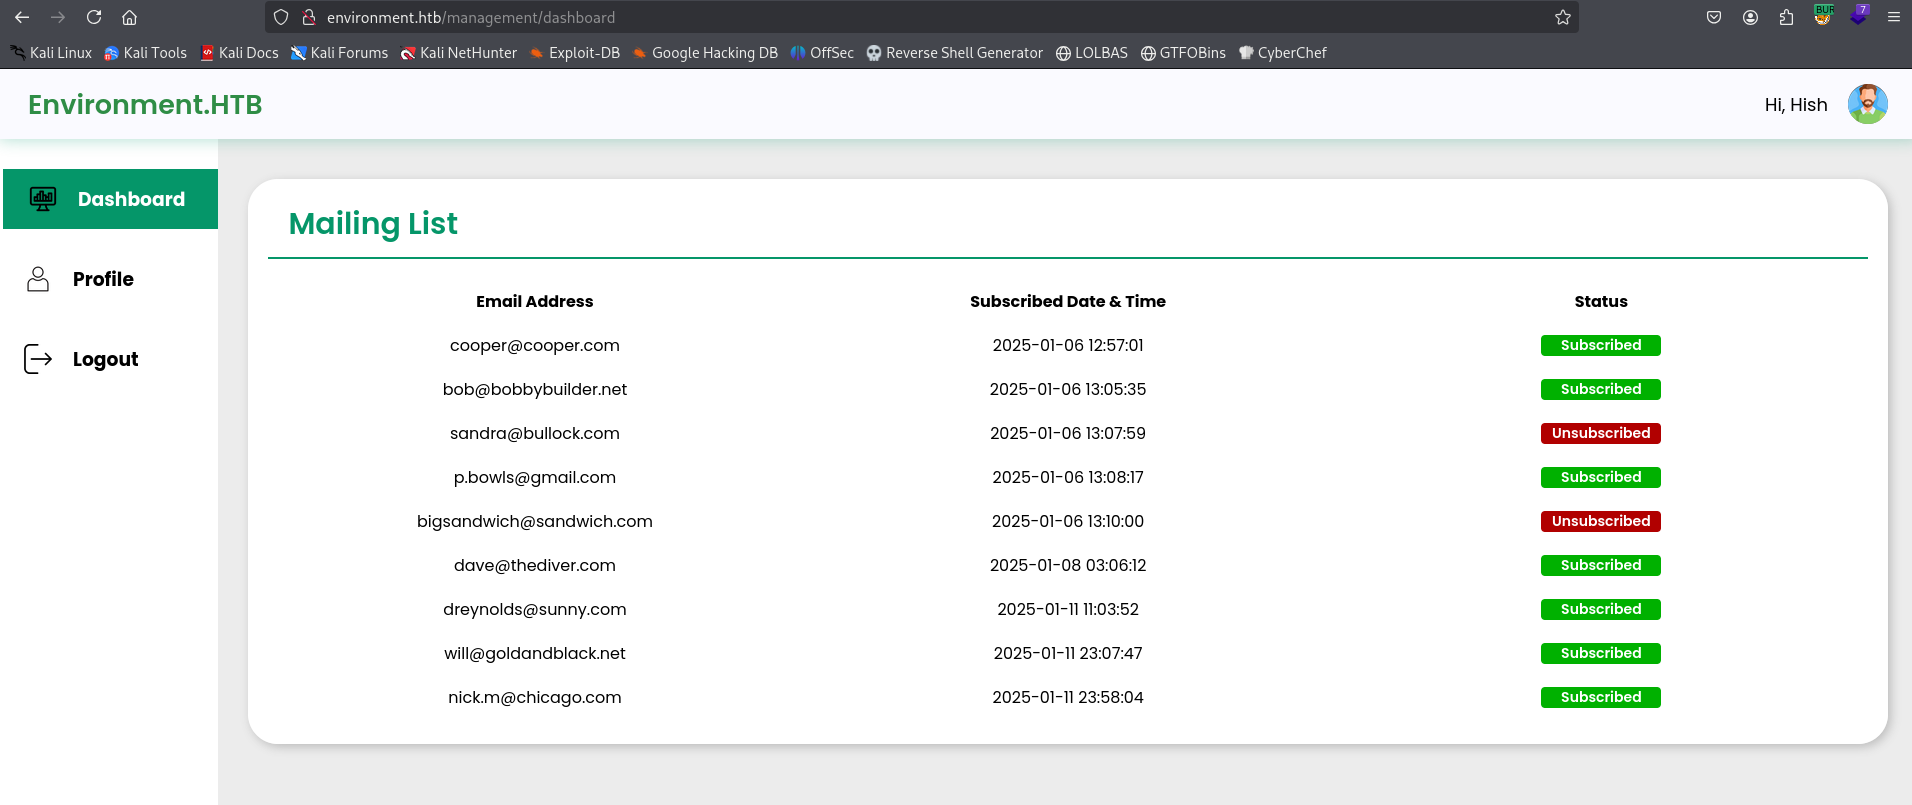 environment.htb/management/dashboard
BUR
7
Kali Linux Kali Tools Kali Docs Kali Forums Kali NetHunter Exploit-DB Google Hacking DB OffSec Reverse Shell Generator LOLBAS GTFOBins CyberChef
Environment.HTB
Hi, Hish
Dashboard
Profile
Logout
Mailing List
Email Address Subscribed Date & Time Status
cooper@cooper.com 2025-01-06 12:57:01 Subscribed
bob@bobbybuilder.net 2025-01-06 13:05:35 Subscribed
sandra@bullock.com 2025-01-06 13:07:59 Unsubscribed
p.bowls@gmail.com 2025-01-06 13:08:17 Subscribed
bigsandwich@sandwich.com 2025-01-06 13:10:00 Unsubscribed
dave@thediver.com 2025-01-08 03:06:12 Subscribed
dreynolds@sunny.com 2025-01-11 11:03:52 Subscribed
will@goldandblack.net 2025-01-11 23:07:47 Subscribed
nick.m@chicago.com 2025-01-11 23:58:04 Subscribed